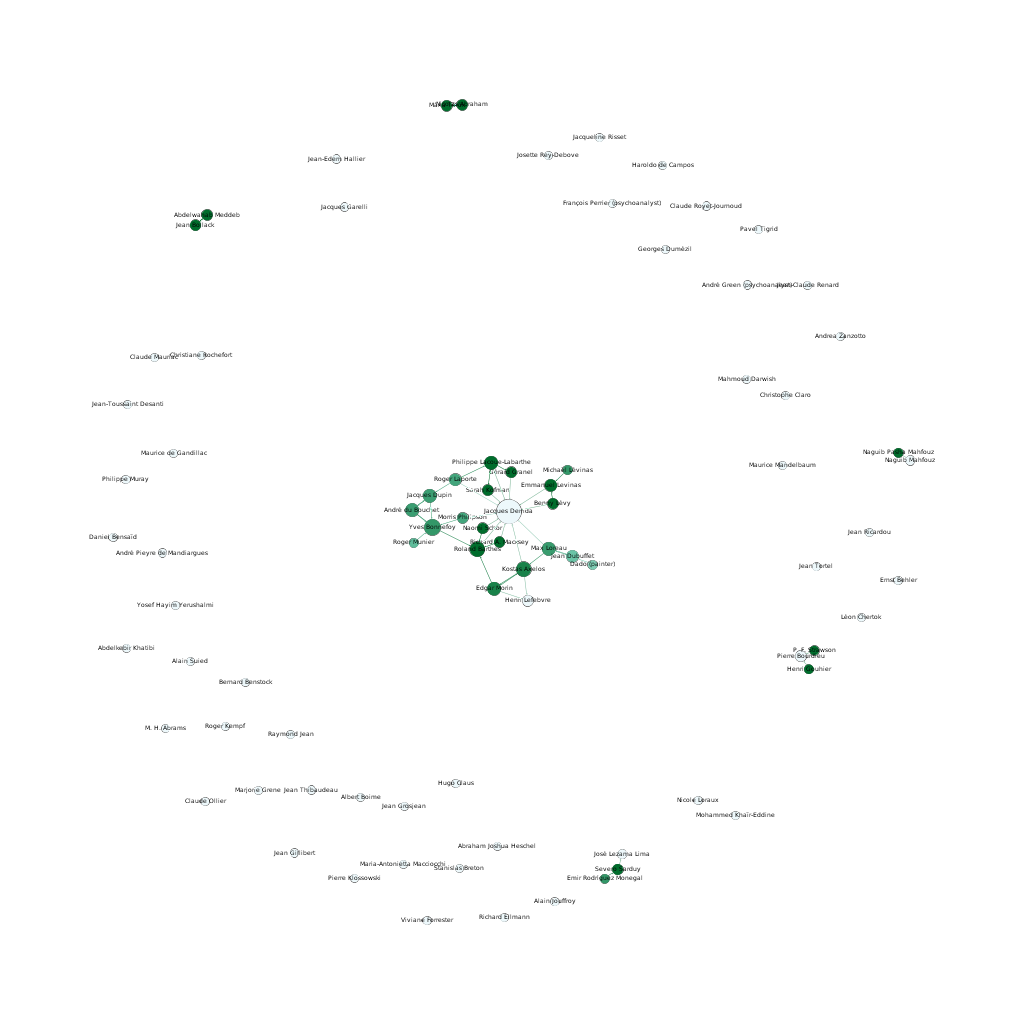 Abraham
Jacqueline Risset
Josette Rey-Debove
Jean-Edern Hallier
Haroldo de Campos
François Perrier (psychoanalyst)
Claude Royet-Journoud
Jacques Garelli
Abdelwahab Meddeb
Jean Bollack
Pavel Tigrid
Georges Dumézil
André Green (psychoanalyst)
Jean-Claude Renard
Andrea Zanzotto
Claude Mauriac
Christiane Rochefort
Mahmoud Darwish
Christophe Claro
Jean-Toussaint Desanti
Maurice de Gandillac
Naguib Pasha Mahfouz
Naguib Mahfouz
Philippe Lacoue-Labarthe
Maurice Mandelbaum
Gérard Granel
Michaël Lévinas
Philippe Muray
Roger Laporte
Emmanuel Levinas
Sarah Kofman
Jacques Dupin
Benny Lévy
André du Bouchet
Jacques Derrida
Morris Philipson
Yves Bonnefoy
Naomi Schor
Jean Ricardou
Daniel Bensaïd
Roger Munier
Richard A. Macksey
Roland Barthes
Max Loreau
André Pieyre de Mandiargues
Jean Dubuffet
Dado (painter)
Jean Tortel
Kostas Axelos
Ernst Behler
Edgar Morin
Henri Lefebvre
Yosef Hayim Yerushalmi
Léon Chertok
Abdelkebir Khatibi
P. F. Strawson
Pierre Bourdieu
Alain Suied
Henri Gouhier
Bernard Benstock
M. H. Abrams
Roger Kempf
Raymond Jean
Hugo Claus
Marjorie Grene
Jean Thibaudeau
Albert Boime
Claude Ollier
Jean Grosjean
Nicole Loraux
Mohammed Khaïr-Eddine
Abraham Joshua Heschel
Jean Gillibert
José Lezama Lima
Maria-Antonietta Macciocchi
Stanislas Breton
Severo Sarduy
Pierre Klossowski
Emir Rodríguez Monegal
Alain Jouffroy
Richard Ellmann
Viviane Forrester